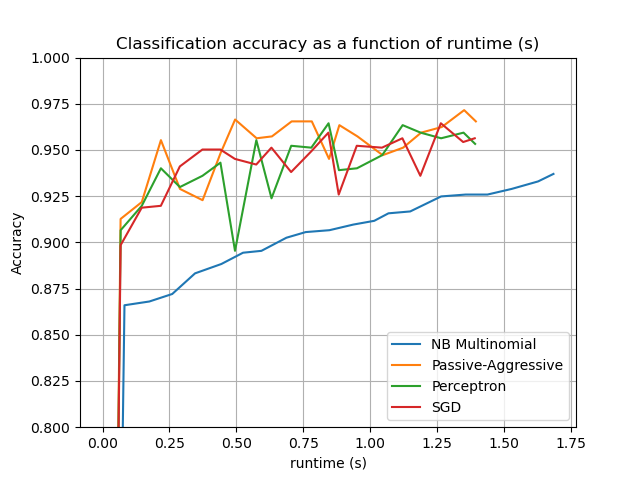 Classification accuracy as a function of runtime (s)
1.000
0.975
0.950
0.925
0.900
0.875
0.850
0.825
0.800
Accuracy
0.00 0.25 0.50 0.75 1.00 1.25 1.50 1.75
runtime (s)
NB Multinomial
Passive-Aggressive
Perceptron
SGD